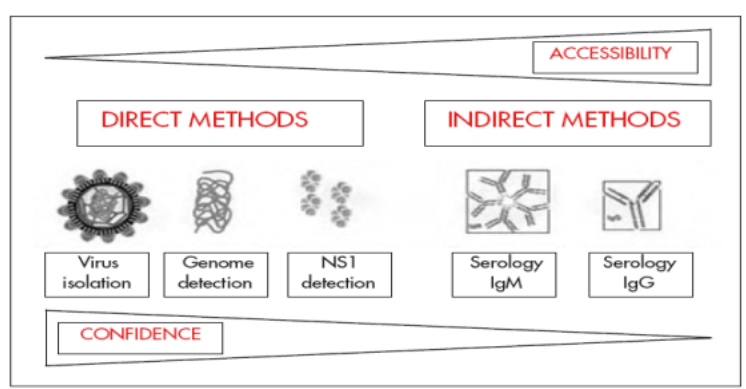 ACCESSIBILITY
DIRECT METHODS
INDIRECT METHODS
Virus
isolation
Genome
detection
NS1
detection
Serology
IgM
Serology
IgG
CONFIDENCE